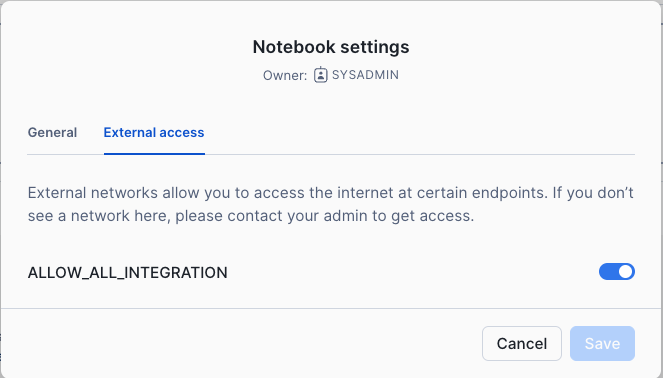 Notebook settings
Owner: SYSADMIN
General External access
External networks allow you to access the internet at certain endpoints. If you don’t
see a network here, please contact your admin to get access.
ALLOW_ALL_INTEGRATION
Cancel Save